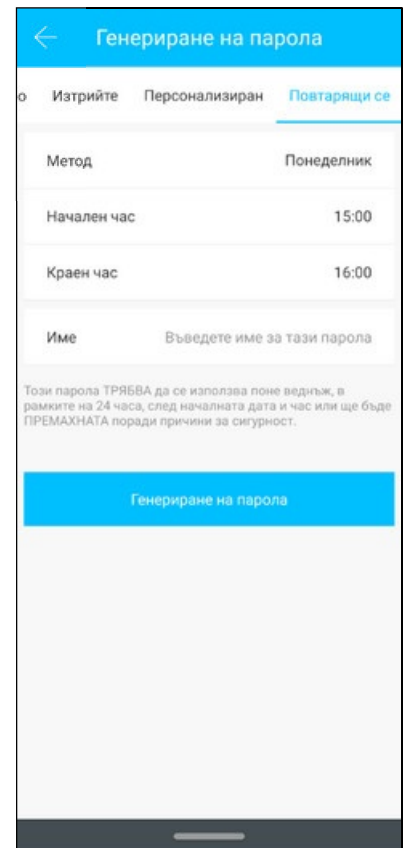 Генериране на парола
о Изтрийте Персонализиран Повтарящи се
Метод Понеделник
Начален час 15:00
Краен час 16:00
Име Въведете име за тази парола
Този парола ТРЯБВА да се използва поне веднъж, в
рамките на 24 часа, след началната дата и час или ще бъде
ПРЕМАХНАТА поради причини за сигурност.
Генериране на парола